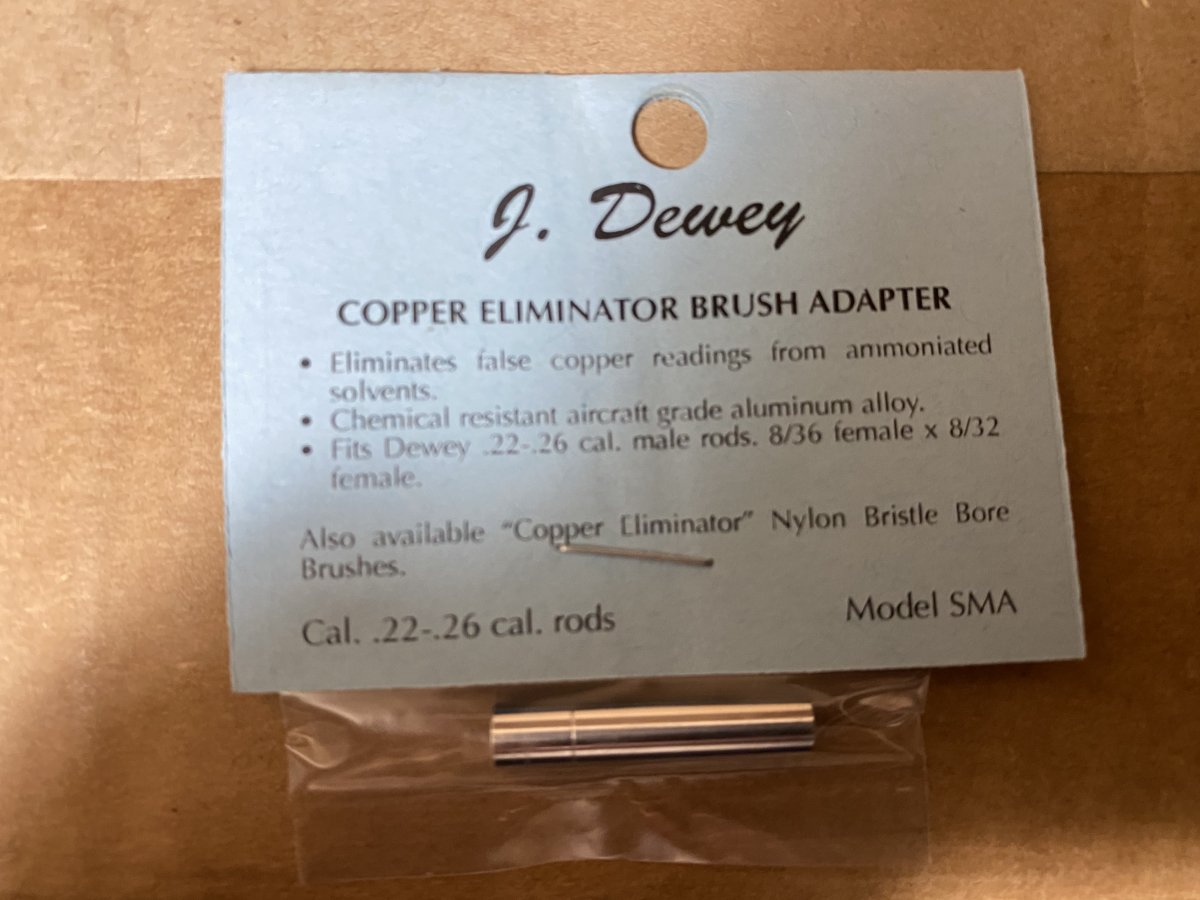 J. Dewey
COPPER ELIMINATOR BRUSH ADAPTER
• Eliminates false copper readings from ammoniated
solvents.
• Chemical resistant aircraft grade aluminum alloy.
• Fits Dewey .22-.26 cal. male rods. 8/36 female x 8/32
female.
Also available "Copper Eliminator" Nylon Bristle Bore
Brushes.
Cal. .22-.26 cal. rods
Model SMA